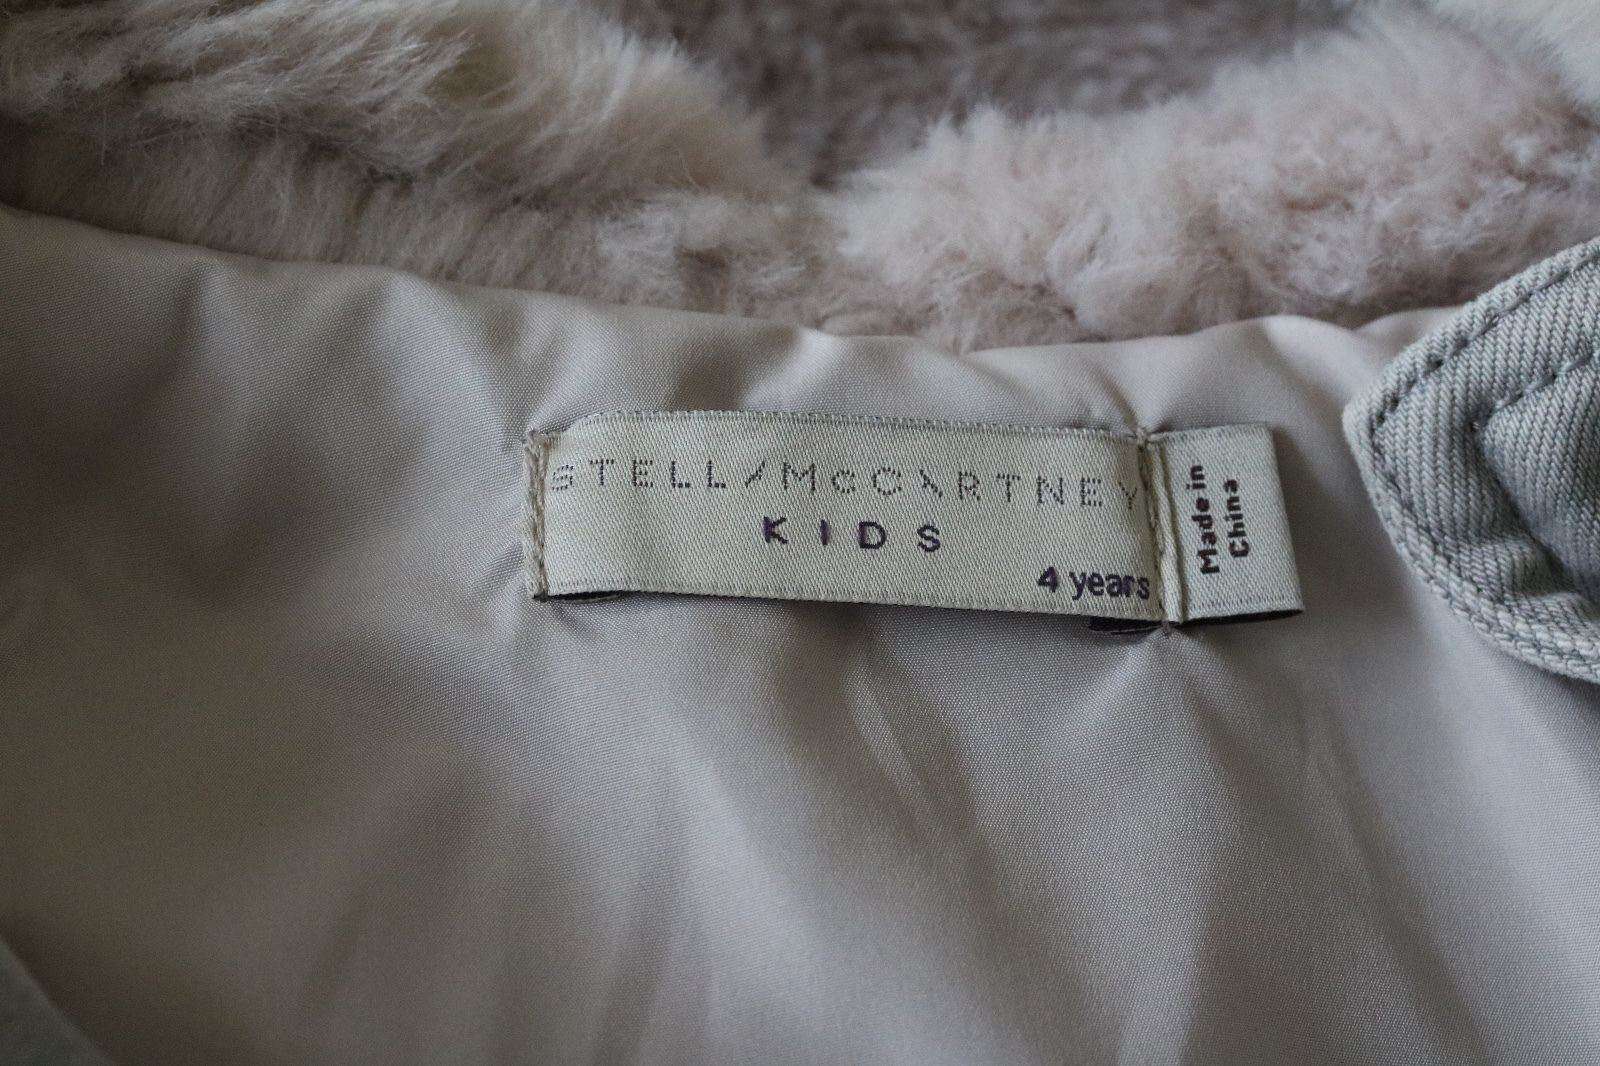 STELLA McCARTNEY
KIDS
4 years
Made in
China